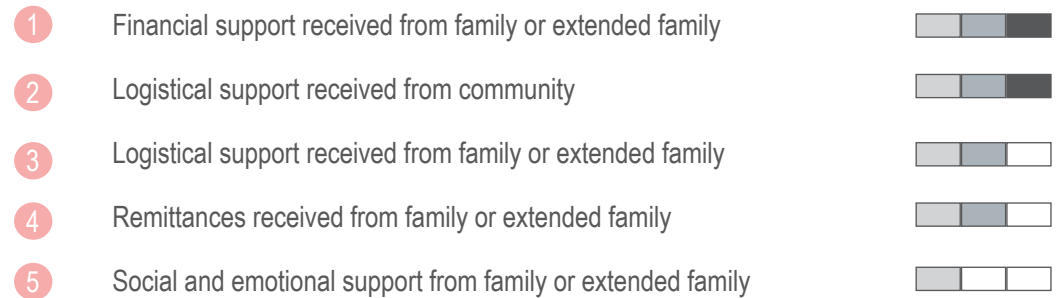 1 Financial support received from family or extended family
2 Logistical support received from community
3 Logistical support received from family or extended family
4 Remittances received from family or extended family
5 Social and emotional support from family or extended family